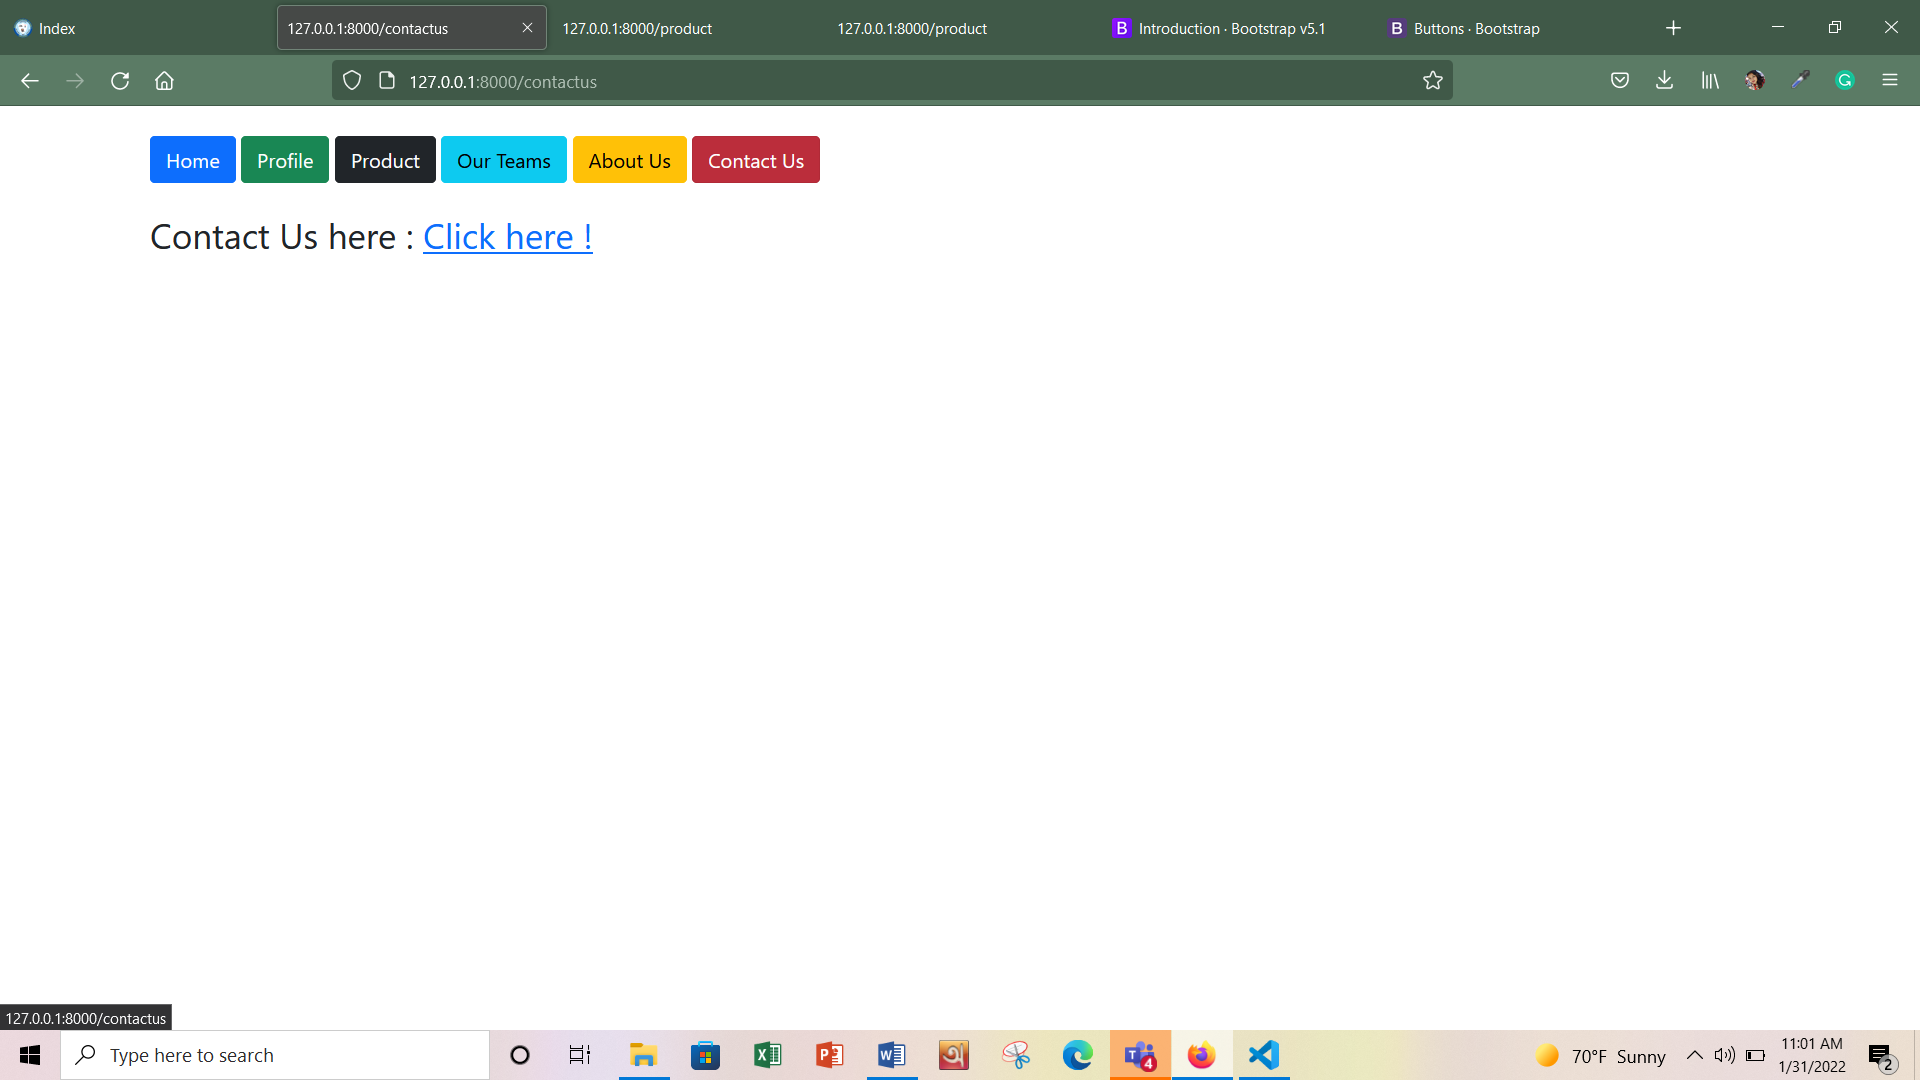 Index
127.0.0.1:8000/contactus
127.0.0.1:8000/product
127.0.0.1:8000/product
B Introduction · Bootstrap v5.1
B Buttons · Bootstrap
127.0.0.1:8000/contactus
Home Profile Product Our Teams About Us Contact Us
Contact Us here : Click here !
127.0.0.1:8000/contactus
Type here to search
4
70°F Sunny
11:01 AM
1/31/2022
2